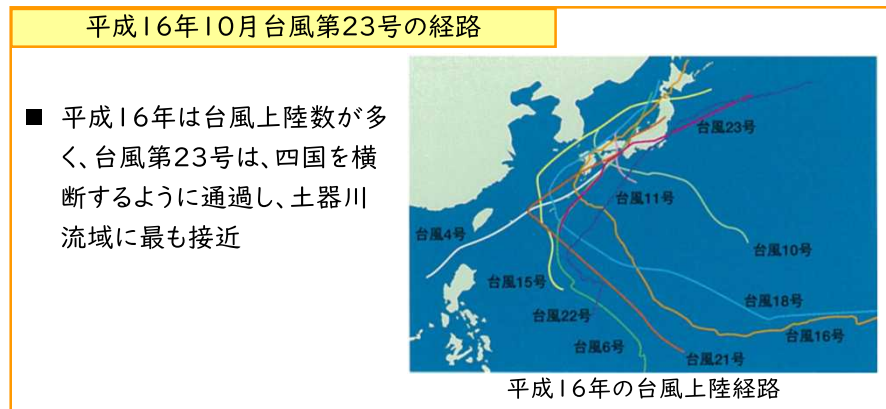 平成16年10月台風第23号の経路
■ 平成16年は台風上陸数が多
く、台風第23号は、四国を横
断するように通過し、土器川
流域に最も接近
台風23号
台風11号
台風4号
台風10号
台風15号
台風18号
台風22号
台風16号
台風6号
台風21号
平成16年の台風上陸経路